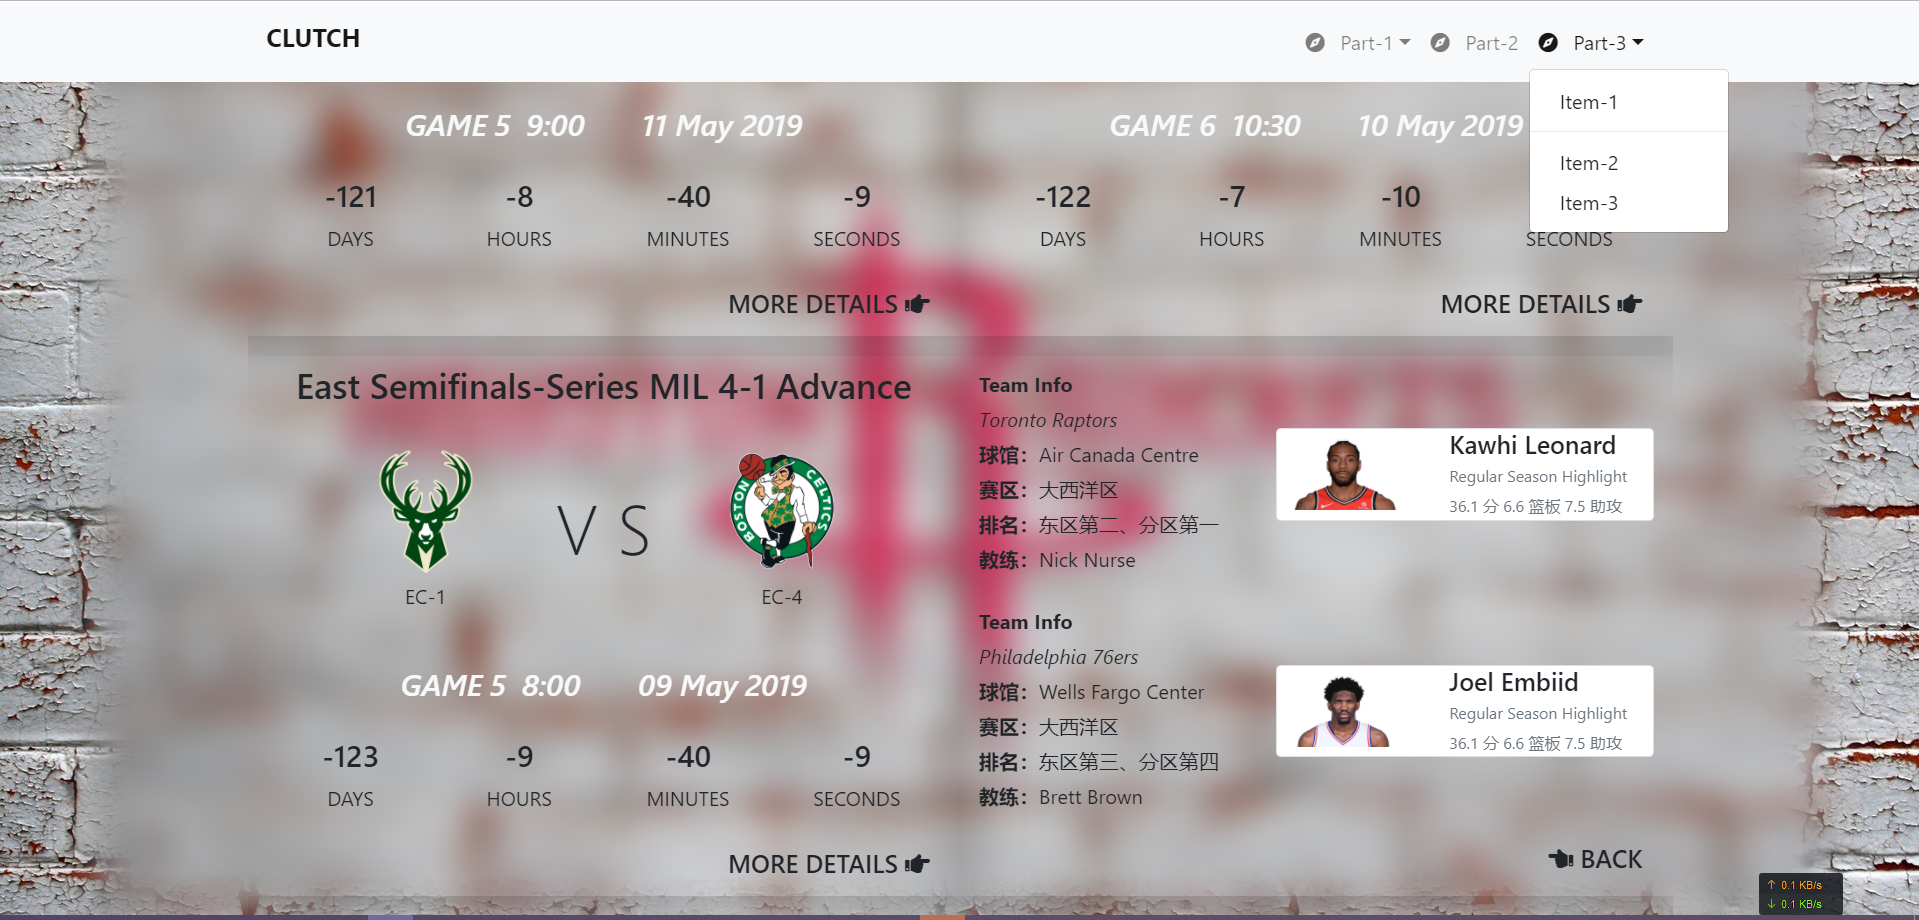 CLUTCH
Part-1
Part-2
Part-3
Item-1
Item-2
Item-3
GAME 5 9:00 11 May 2019
-121 -8 -40 -9
DAYS HOURS MINUTES SECONDS
MORE DETAILS
GAME 6 10:30 10 May 2019
-122 -7 -10
DAYS HOURS MINUTES SECONDS
MORE DETAILS
East Semifinals-Series MIL 4-1 Advance
VS
BOSTON CELTICS
EC-1
EC-4
GAME 5 8:00 09 May 2019
-123 -9 -40 -9
DAYS HOURS MINUTES SECONDS
MORE DETAILS
Team Info
Toronto Raptors
球馆：Air Canada Centre
赛区：大西洋区
排名：东区第二、分区第一
教练：Nick Nurse
Kawhi Leonard
Regular Season Highlight
36.1 分 6.6 篮板 7.5 助攻
Team Info
Philadelphia 76ers
球馆：Wells Fargo Center
赛区：大西洋区
排名：东区第三、分区第四
教练：Brett Brown
Joel Embiid
Regular Season Highlight
36.1 分 6.6 篮板 7.5 助攻
BACK
↑ 0.1 KB/s
↓ 0.1 KB/s